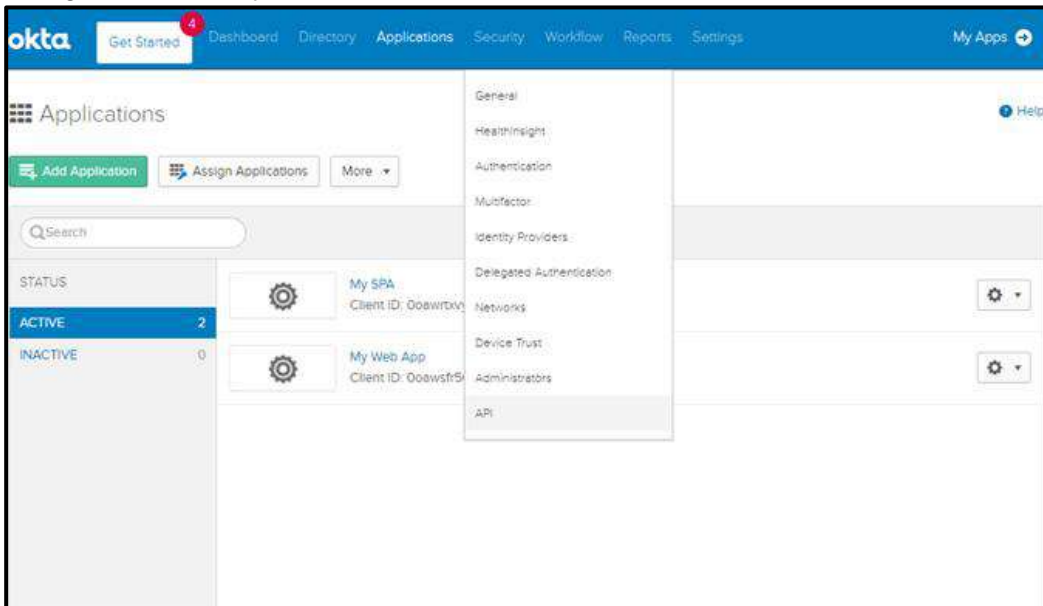 okta
Get Started
4
Dashboard Directory Applications Security Workflow Reports Settings
My Apps
Applications
Help
Add Application
Assign Applications
More
Search
STATUS
ACTIVE 2
INACTIVE 0
My SPA
Client ID:
My Web App
Client ID:
General
HealthInsight
Authentication
Multifactor
Identity Providers
Delegated Authentication
Networks
Device Trust
Administrators
API